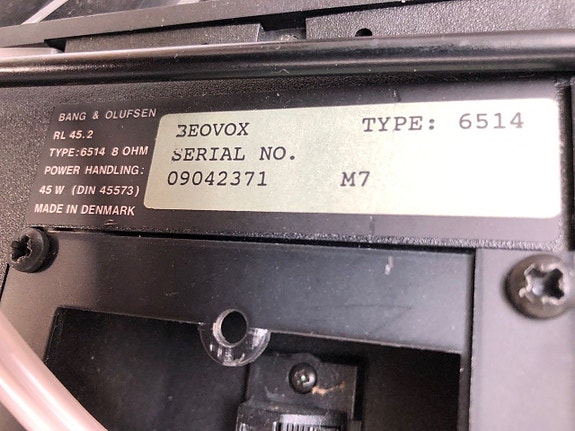 BANG & OLUFSEN
RL 45.2
TYPE:6514 8 OHM
POWER HANDLING:
45 W (DIN 45573)
MADE IN DENMARK
BEOVOX TYPE: 6514
SERIAL NO.
09042371 M7